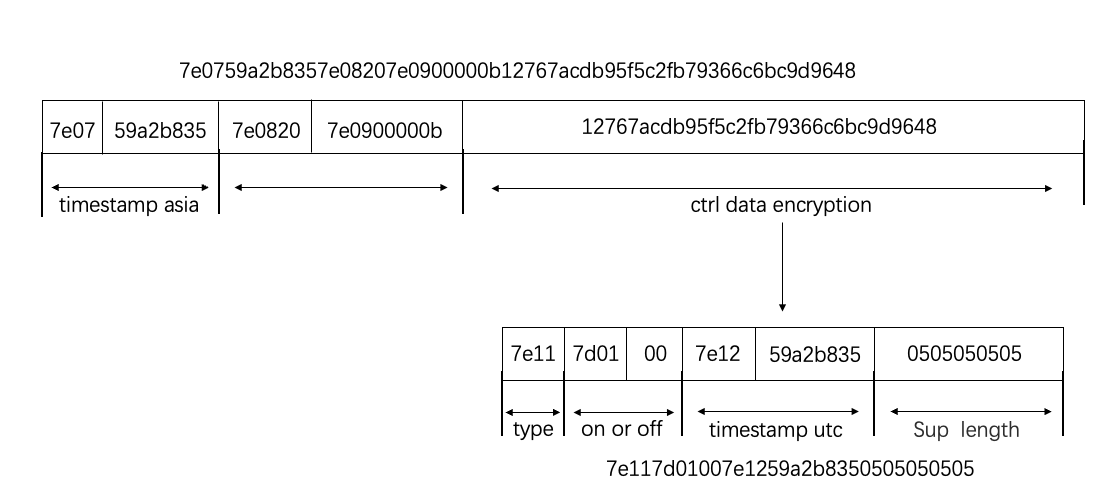 7e0759a2b8357e08207e0900000b12767acdb95f5c2fb79366c6bc9d9648
7e07 59a2b835 7e0820 7e0900000b 12767acdb95f5c2fb79366c6bc9d9648
timestamp asia
ctrl data encryption
7e11 7d01 00 7e12 59a2b835 0505050505
type on or off timestamp utc Sup length
7e117d01007e1259a2b8350505050505